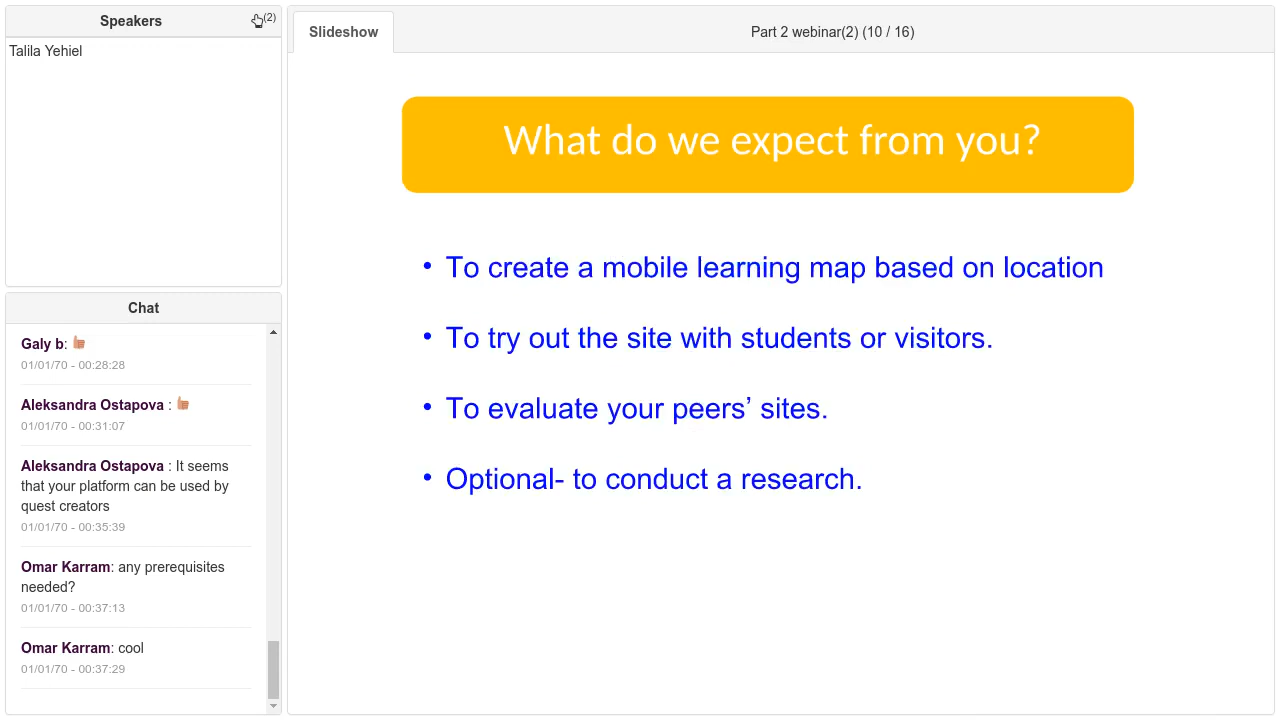 Speakers
(2)
Talila Yehiel
Chat
Galy b:
01/01/70 - 00:28:28
Aleksandra Ostapova :
01/01/70 - 00:31:07
Aleksandra Ostapova : It seems
that your platform can be used by
quest creators
01/01/70 - 00:35:39
Omar Karram: any prerequisites
needed?
01/01/70 - 00:37:13
Omar Karram: cool
01/01/70 - 00:37:29
Slideshow
Part 2 webinar(2) (10 / 16)
What do we expect from you?
• To create a mobile learning map based on location
• To try out the site with students or visitors.
• To evaluate your peers’ sites.
• Optional- to conduct a research.